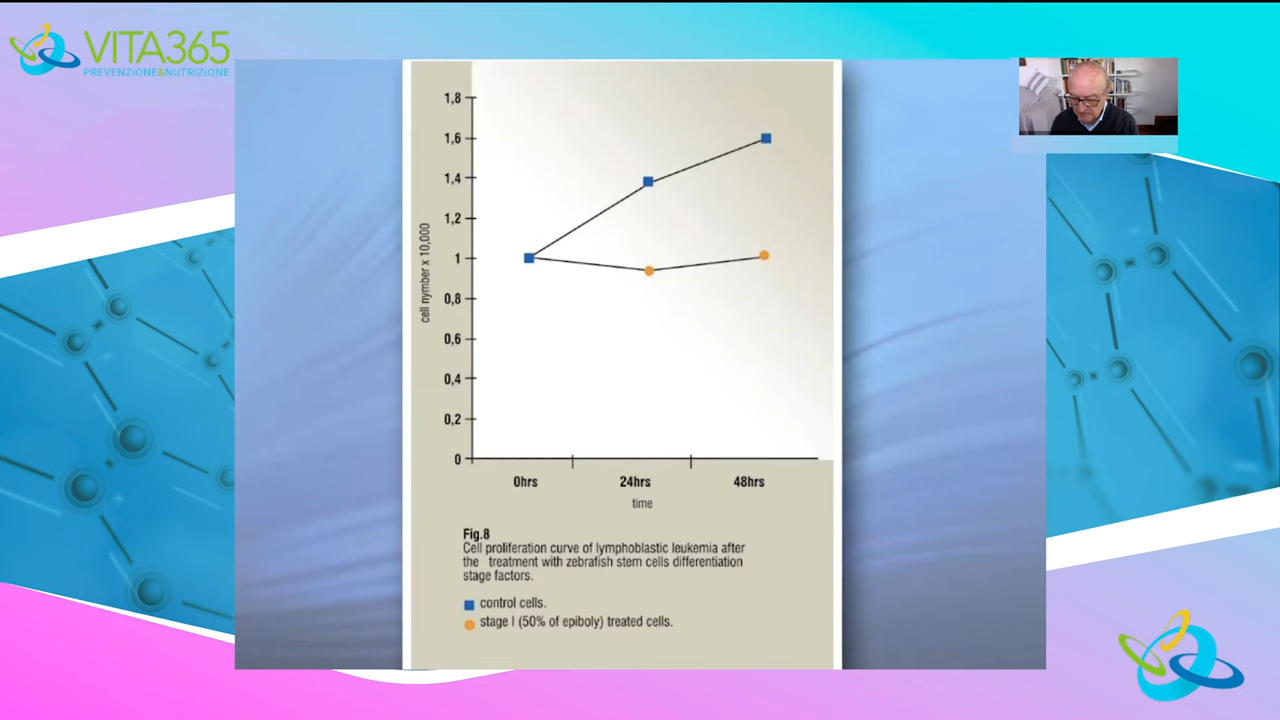 VITA365
PREVENZIONE&NUTRIZIONE
1,8
1,6
1,4
1,2
1
0,8
0,6
0,4
0,2
0
cell nymber x 10,000
0hrs
24hrs
48hrs
time
Fig.8
Cell proliferation curve of lymphoblastic leukemia after
the treatment with zebrafish stem cells differentiation
stage factors.
control cells.
stage I (50% of epiboly) treated cells.